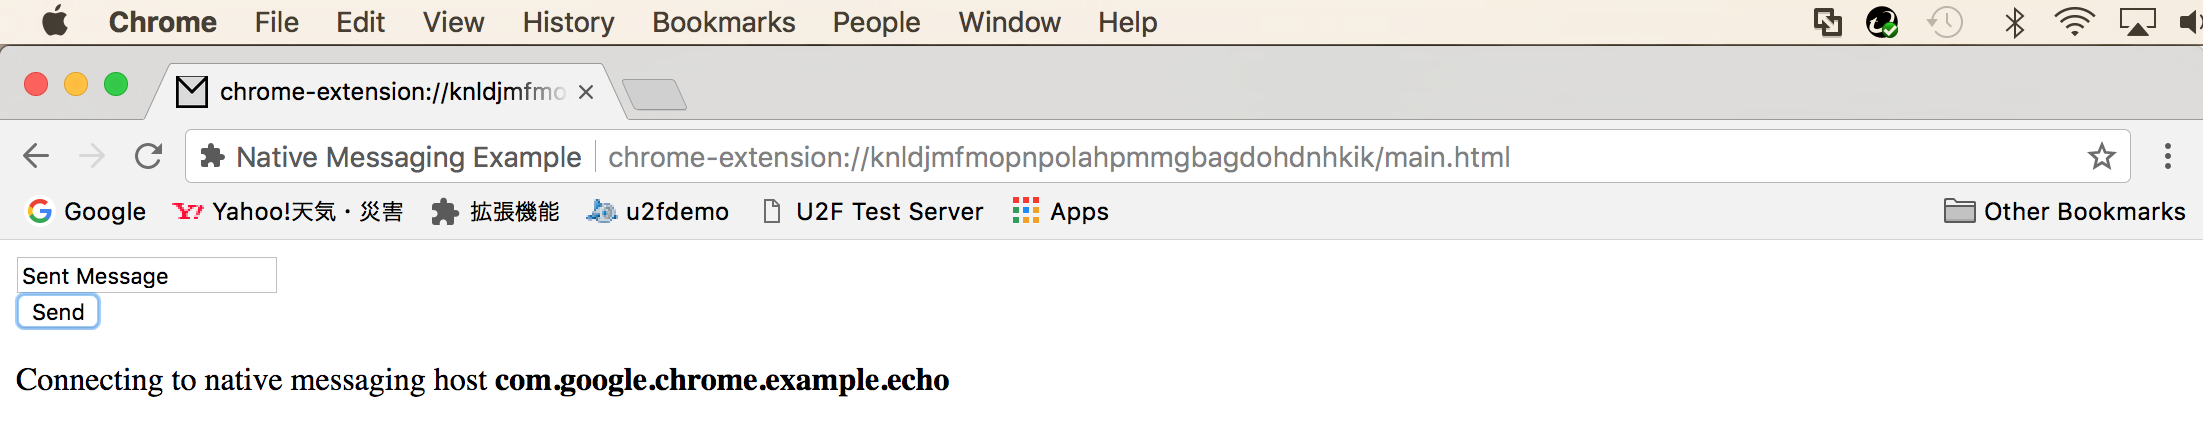 Chrome File Edit View History Bookmarks People Window Help
chrome-extension://knldjmfmo
Native Messaging Example chrome-extension://knldjmfmopnpolahpmmgbagdohdnhkik/main.html
Google Yahoo!天気・災害 拡張機能 u2fdemo U2F Test Server Apps Other Bookmarks
Sent Message
Send
Connecting to native messaging host com.google.chrome.example.echo